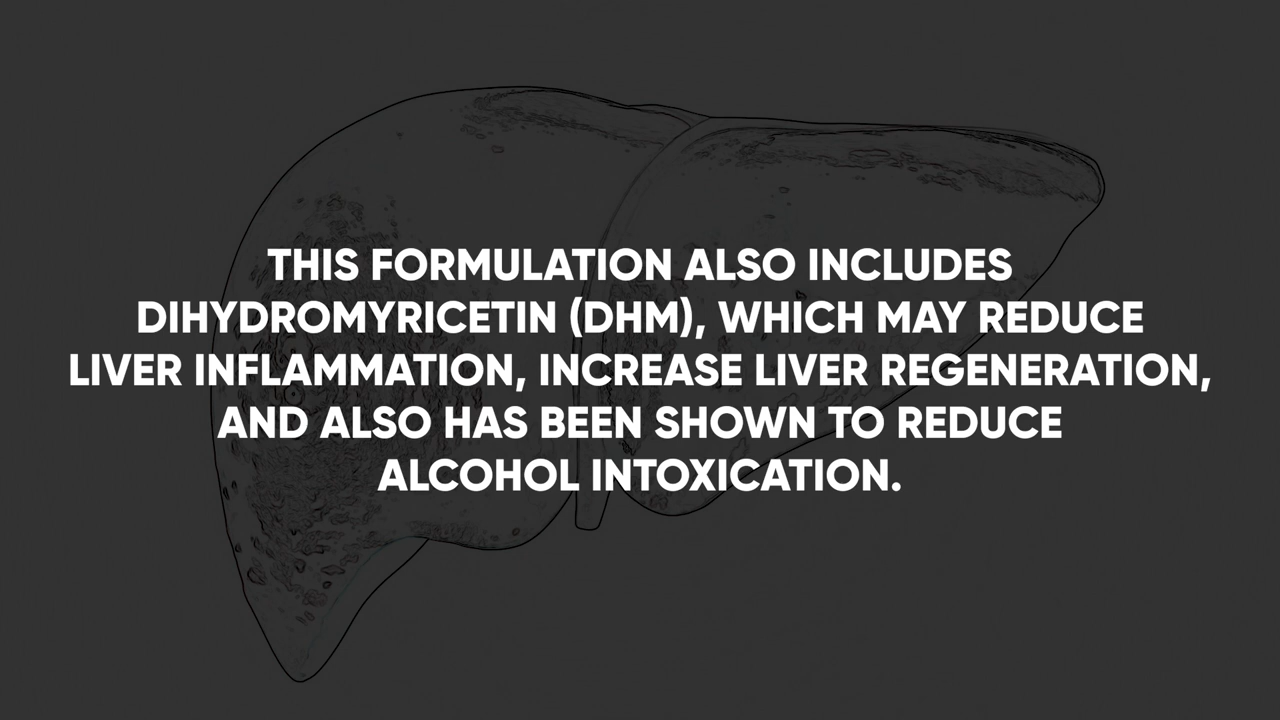 THIS FORMULATION ALSO INCLUDES
DIHYDROMYRICETIN (DHM), WHICH MAY REDUCE
LIVER INFLAMMATION, INCREASE LIVER REGENERATION,
AND ALSO HAS BEEN SHOWN TO REDUCE
ALCOHOL INTOXICATION.